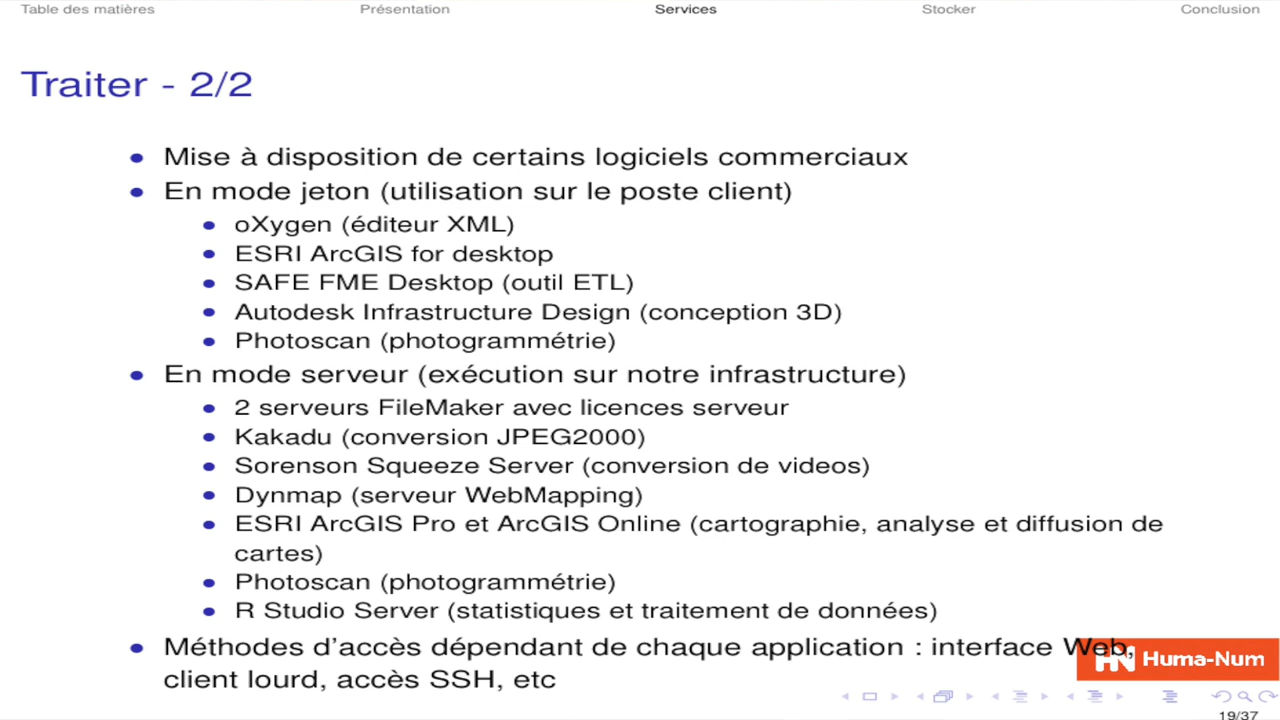 Table des matières Présentation Services Stocker Conclusion
Traiter - 2/2
Mise à disposition de certains logiciels commerciaux
En mode jeton (utilisation sur le poste client)
oXygen (éditeur XML)
ESRI ArcGIS for desktop
SAFE FME Desktop (outil ETL)
Autodesk Infrastructure Design (conception 3D)
Photoscan (photogrammétrie)
En mode serveur (exécution sur notre infrastructure)
2 serveurs FileMaker avec licences serveur
Kakadu (conversion JPEG2000)
Sorenson Squeeze Server (conversion de videos)
Dynmap (serveur WebMapping)
ESRI ArcGIS Pro et ArcGIS Online (cartographie, analyse et diffusion de
cartes)
Photoscan (photogrammétrie)
R Studio Server (statistiques et traitement de données)
Méthodes d'accès dépendant de chaque application : interface Web,
client lourd, accès SSH, etc
HN Huma-Num
19/37